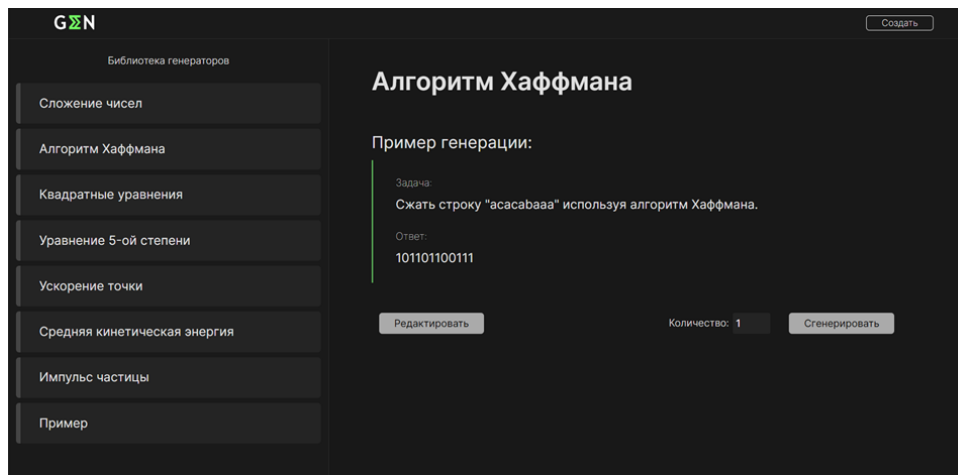 GΣN
Создать
Библиотека генераторов
Сложение чисел
Алгоритм Хаффмана
Квадратные уравнения
Уравнение 5-ой степени
Ускорение точки
Средняя кинетическая энергия
Импульс частицы
Пример
Алгоритм Хаффмана
Пример генерации:
Задача:
Сжать строку "acacabaaa" используя алгоритм Хаффмана.
Ответ:
101101100111
Редактировать
Количество: 1
Сгенерировать